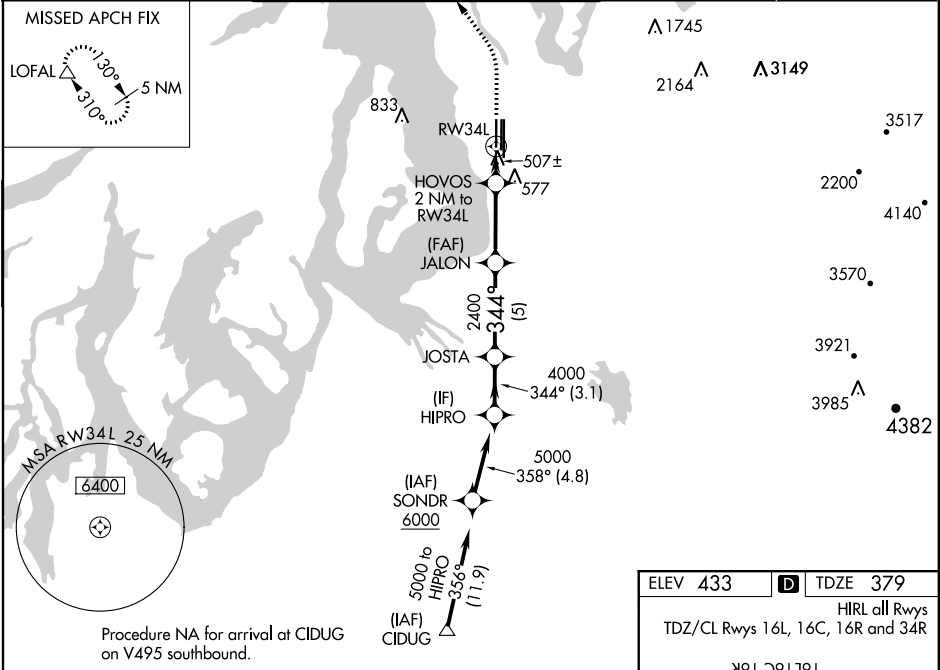 MISSED APCH FIX
LOFAL
130°
310°
5 NM
1745
2164
3149
833
3517
RW34L
507±
577
HOVOS
2 NM to
RW34L
2200
4140
(FAF)
JALON
2400
344°
(5)
3570
JOSTA
3921
4000
344° (3.1)
(IF)
HIPRO
3985
4382
MSA RW34L 25 NM
6400
5000
358° (4.8)
(IAF)
SONDR
6000
5000 to
HIPRO
356°
(11.9)
(IAF)
CIDUG
Procedure NA for arrival at CIDUG
on V495 southbound.
ELEV 433 D TDZE 379
HIRL all Rwys
TDZ/CL Rwys 16L, 16C, 16R and 34R
16L16C 16R